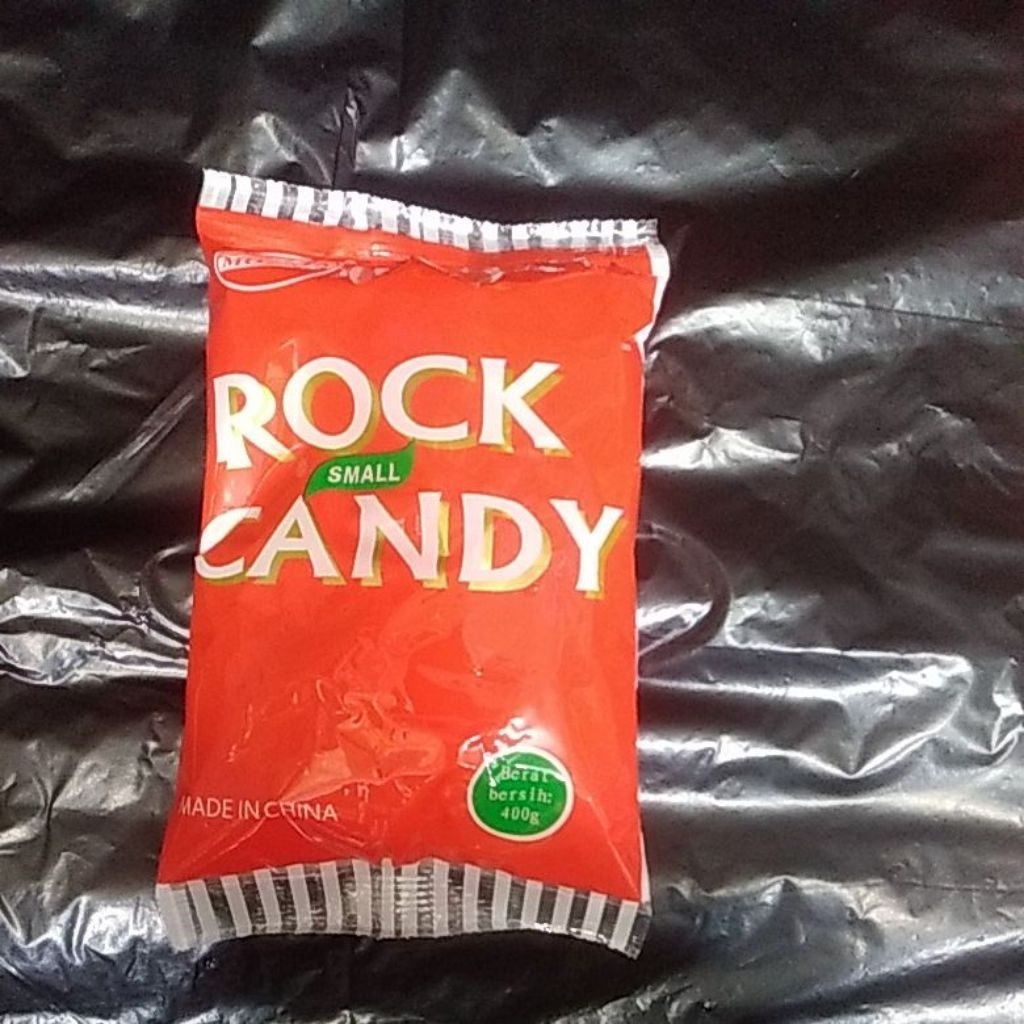 ROCK
SMALL
CANDY
Berat
bersih:
400g
MADE IN CHINA